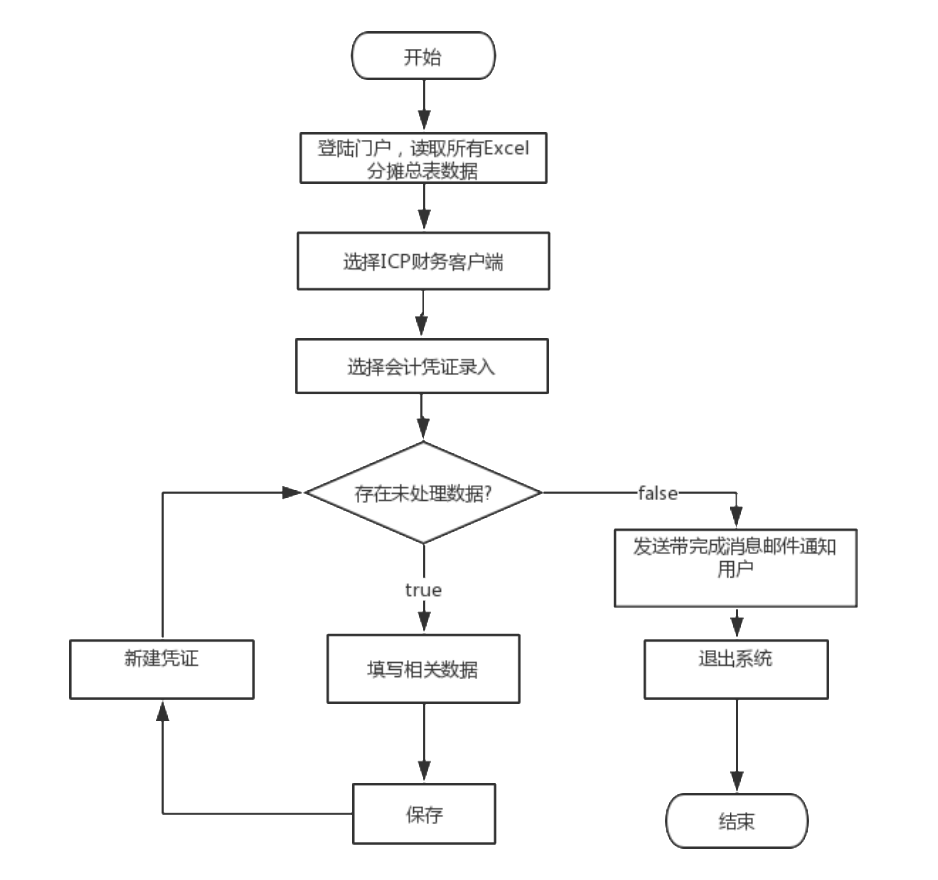 开始
登陆门户，读取所有Excel
分摊总表数据
选择ICP财务客户端
选择会计凭证录入
存在未处理数据?
false
发送带完成消息邮件通知
用户
true
新建凭证
填写相关数据
退出系统
保存
结束